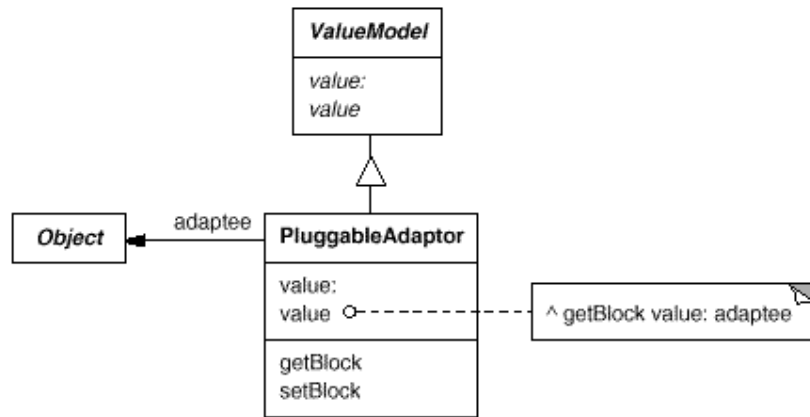 ValueModel
value:
value
adaptee
Object
PluggableAdaptor
value:
value
^ getBlock value: adaptee
getBlock
setBlock